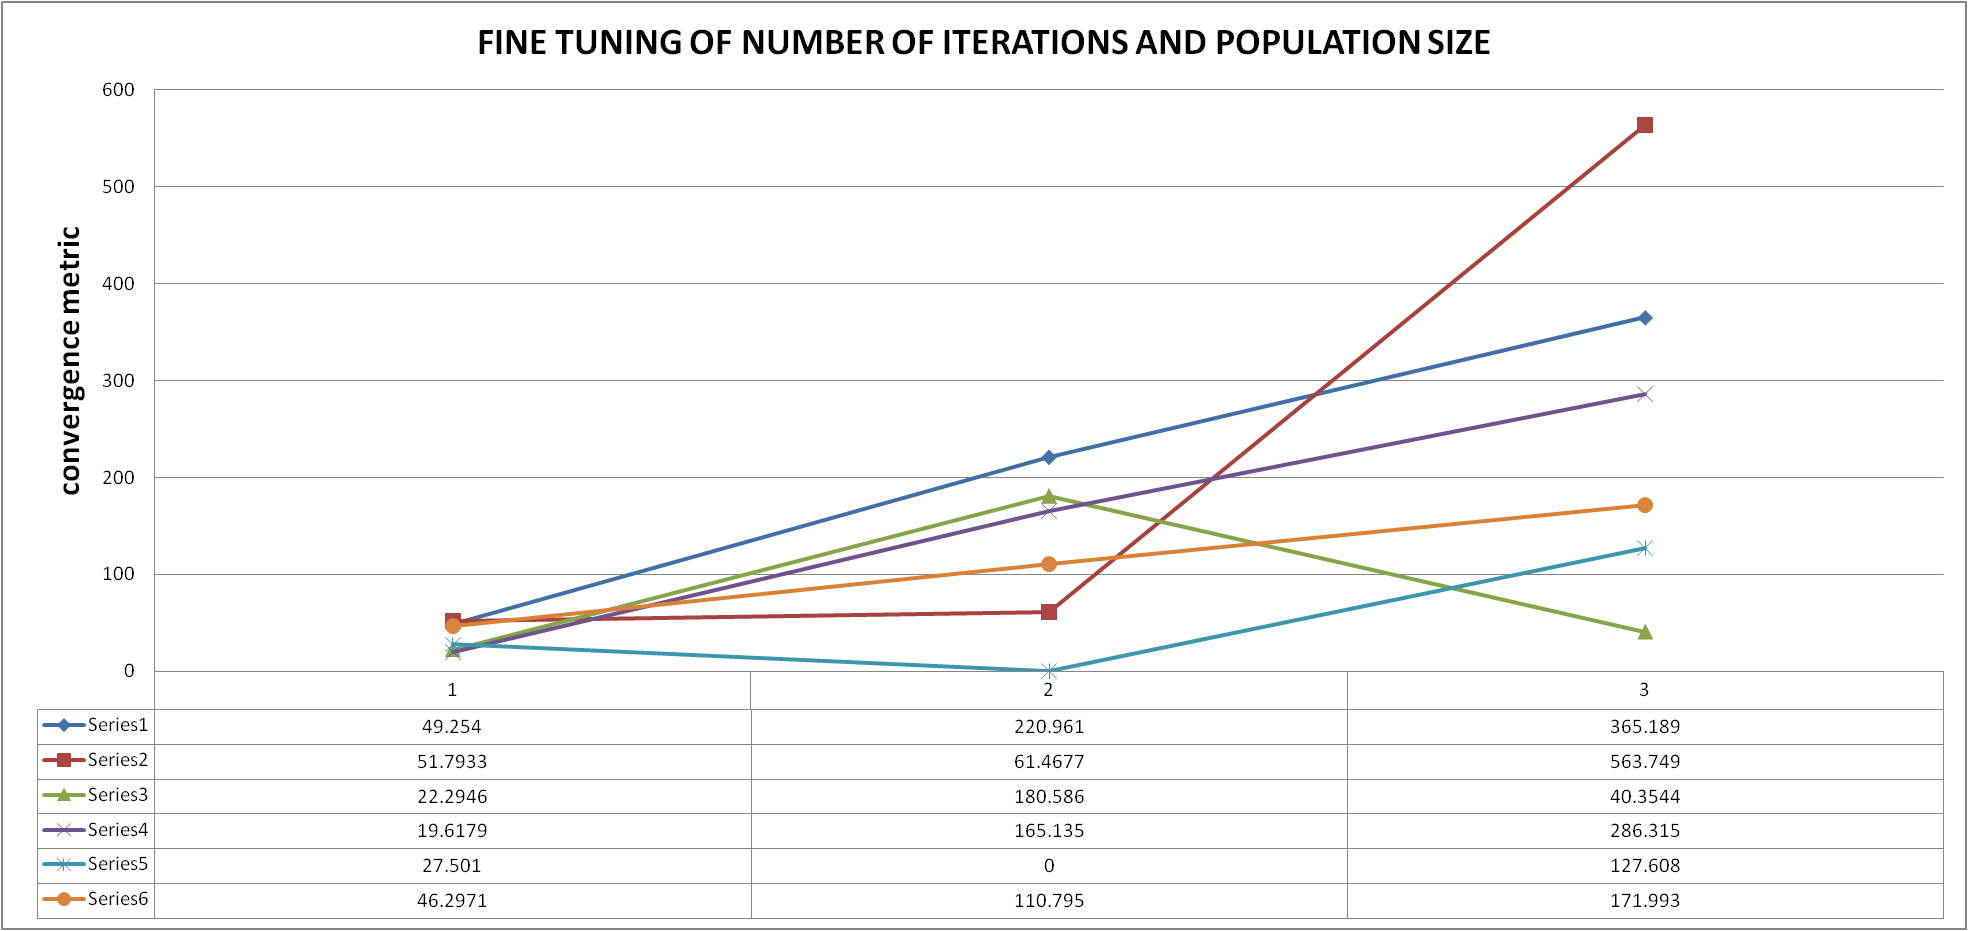 FINE TUNING OF NUMBER OF ITERATIONS AND POPULATION SIZE
convergence metric
600
500
400
300
200
100
0
1 2 3
Series1 49.254 220.961 365.189
Series2 51.7933 61.4677 563.749
Series3 22.2946 180.586 40.3544
Series4 19.6179 165.135 286.315
Series5 27.501 0 127.608
Series6 46.2971 110.795 171.993